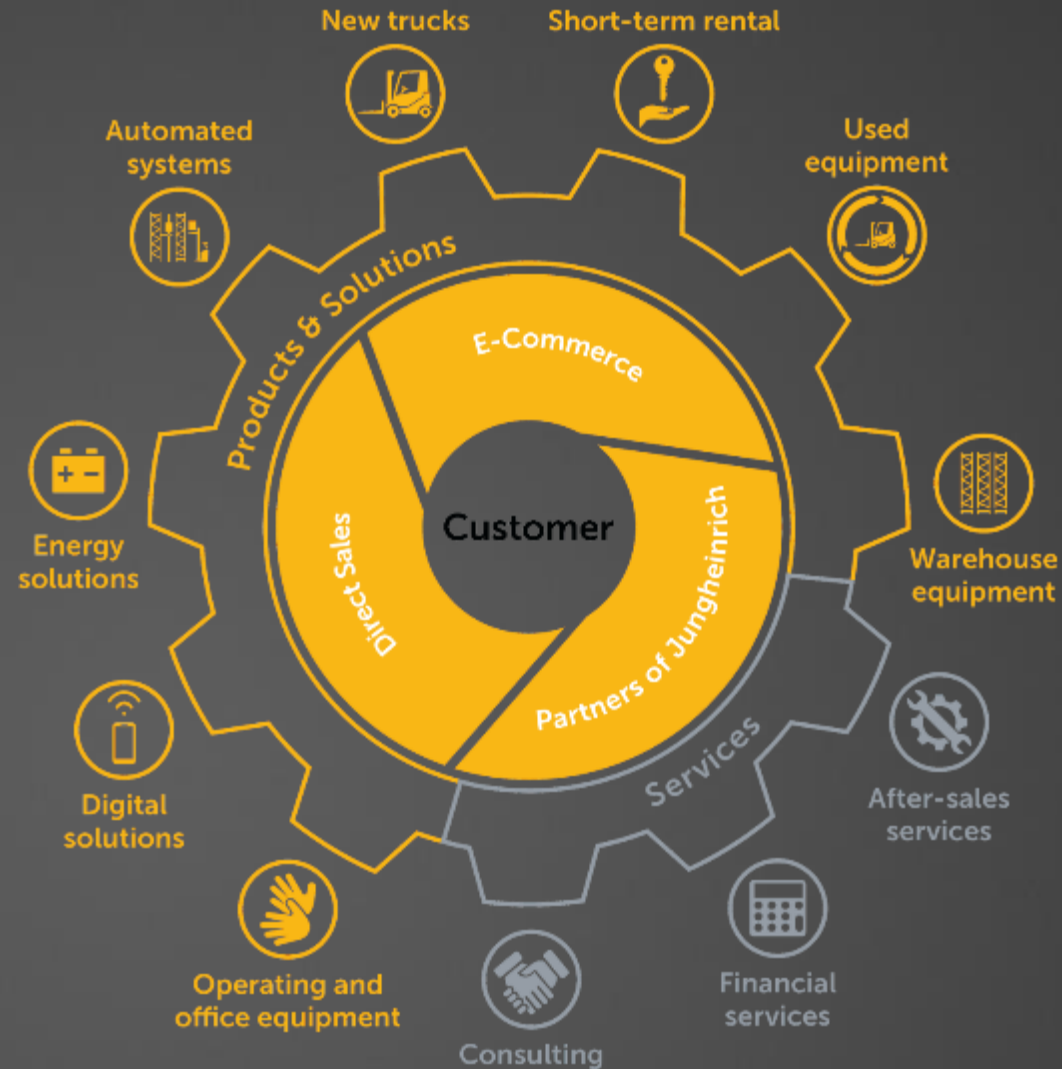 New trucks
Short-term rental
Automated
systems
Used
equipment
Products & Solutions
E-Commerce
Customer
Direct Sales
Partners of Jungheinrich
Energy
solutions
Warehouse
equipment
Services
Digital
solutions
After-sales
services
Operating and
office equipment
Financial
services
Consulting